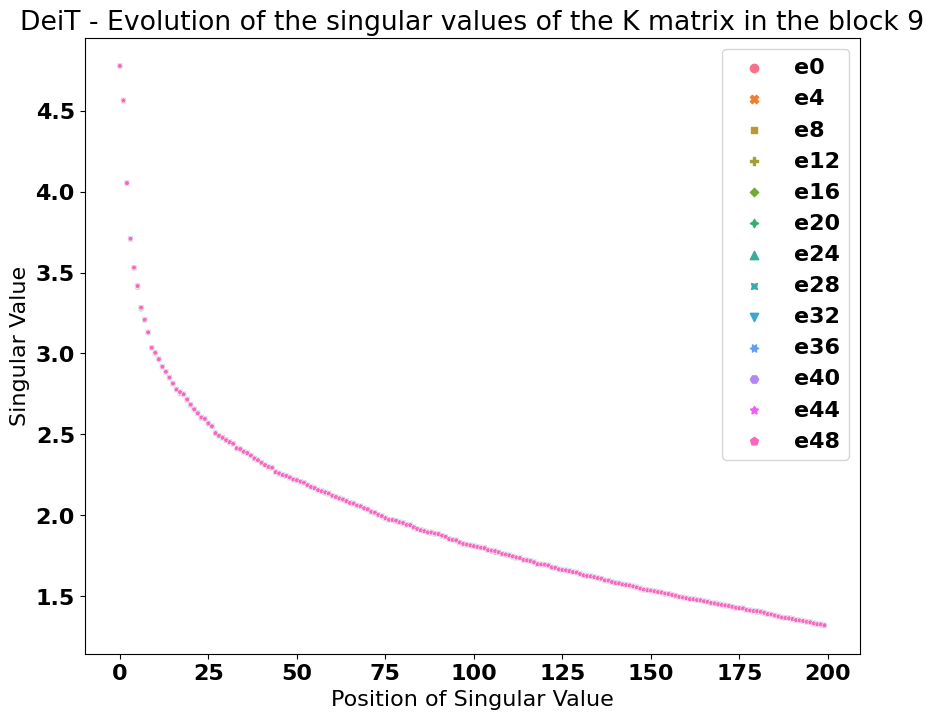 DeiT - Evolution of the singular values of the K matrix in the block 9
Singular Value
4.5
4.0
3.5
3.0
2.5
2.0
1.5
e0
e4
e8
e12
e16
e20
e24
e28
e32
e36
e40
e44
e48
0 25 50 75 100 125 150 175 200
Position of Singular Value